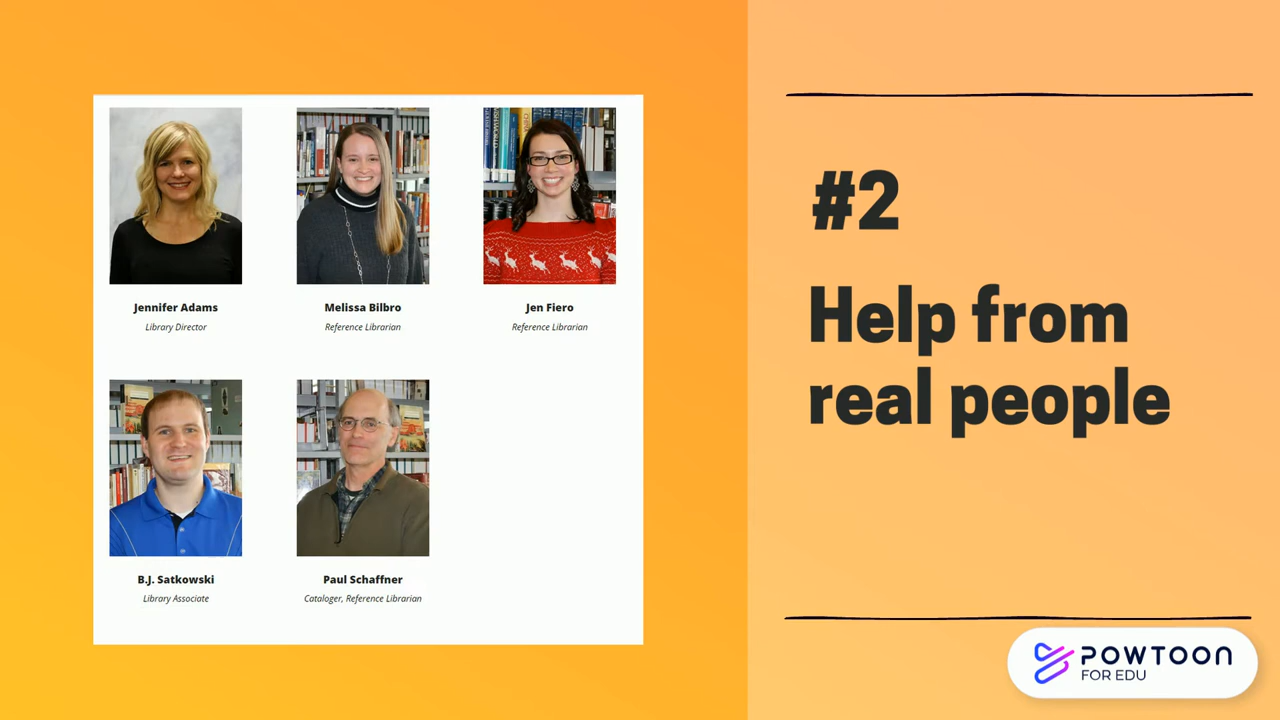 Jennifer Adams
Library Director
Melissa Bilbro
Reference Librarian
Jen Fiero
Reference Librarian
B.J. Satkowski
Library Associate
Paul Schaffner
Cataloger, Reference Librarian
#2
Help from
real people
POWTOON
FOR EDU